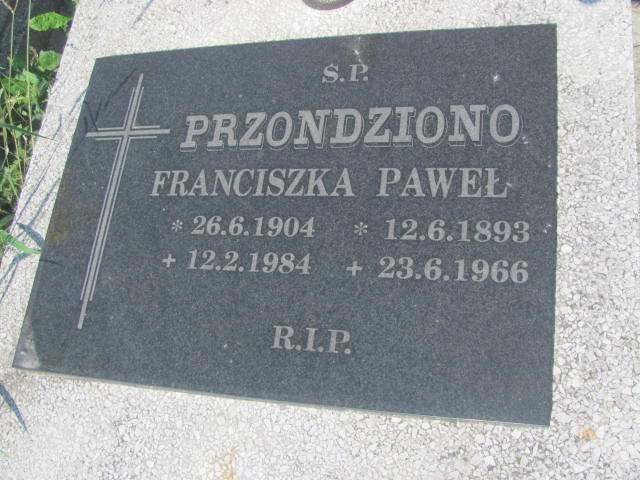 S.P.
PRZONDZIONO
FRANCISZKA PAWEŁ
* 26.6.1904 * 12.6.1893
+ 12.2.1984 + 23.6.1966
R.I.P.